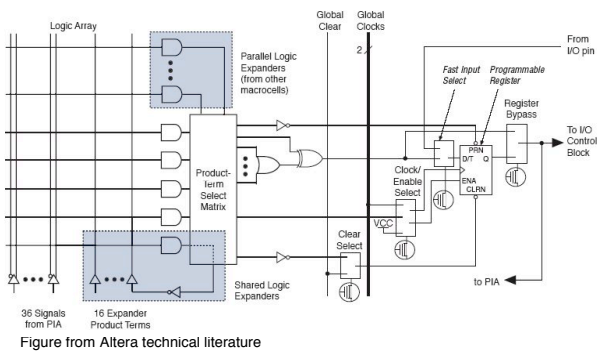 Logic Array
Global
Clear
Global
Clocks
2
Parallel Logic
Expanders
(from other
macrocells)
From
I/O pin
Fast Input
Select
Programmable
Register
Register
Bypass
To I/O
Control
Block
PRN
D/T Q
ENA
CLRN
Product-
Term
Select
Matrix
Clock/
Enable
Select
VCC
Clear
Select
to PIA
Shared Logic
Expanders
36 Signals
from PIA
16 Expander
Product Terms
Figure from Altera technical literature